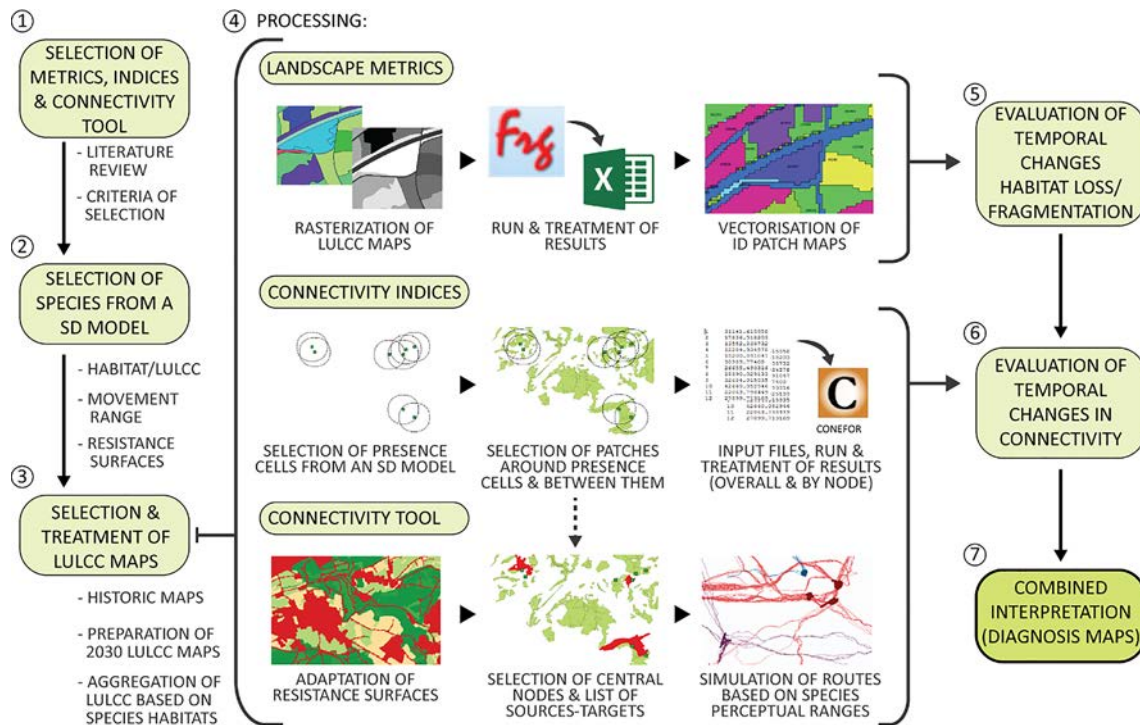 ①
SELECTION OF
METRICS, INDICES
& CONNECTIVITY
TOOL
- LITERATURE
REVIEW
- CRITERIA OF
SELECTION
②
SELECTION OF
SPECIES FROM A
SD MODEL
- HABITAT/LULCC
- MOVEMENT
RANGE
- RESISTANCE
SURFACES
③
SELECTION &
TREATMENT OF
LULCC MAPS
- HISTORIC MAPS
- PREPARATION OF
2030 LULCC MAPS
- AGGREGATION OF
LULCC BASED ON
SPECIES HABITATS
④ PROCESSING:
LANDSCAPE METRICS
Frg
X
RASTERIZATION OF
LULCC MAPS
RUN & TREATMENT OF
RESULTS
VECTORISATION OF
ID PATCH MAPS
CONNECTIVITY INDICES
C
CONEFOR
SELECTION OF PRESENCE
CELLS FROM AN SD MODEL
SELECTION OF PATCHES
AROUND PRESENCE
CELLS & BETWEEN THEM
INPUT FILES, RUN &
TREATMENT OF RESULTS
(OVERALL & BY NODE)
CONNECTIVITY TOOL
ADAPTATION OF
RESISTANCE SURFACES
SELECTION OF CENTRAL
NODES & LIST OF
SOURCES-TARGETS
SIMULATION OF ROUTES
BASED ON SPECIES
PERCEPTUAL RANGES
⑤
EVALUATION OF
TEMPORAL
CHANGES
HABITAT LOSS/
FRAGMENTATION
⑥
EVALUATION OF
TEMPORAL
CHANGES IN
CONNECTIVITY
⑦
COMBINED
INTERPRETATION
(DIAGNOSIS MAPS)